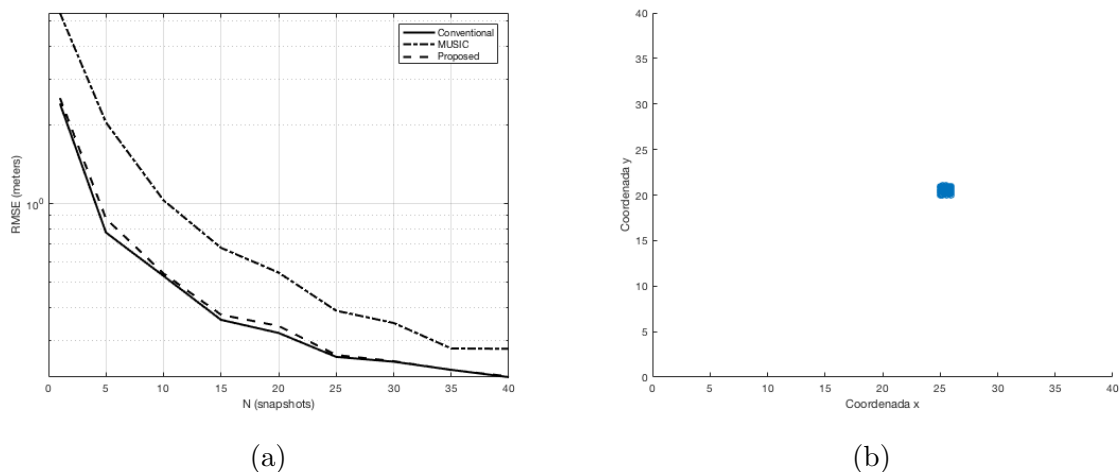 Conventional
MUSIC
Proposed
RMSE (meters)
10^0
0 5 10 15 20 25 30 35 40
N (snapshots)
(a)
40
35
30
25
20
15
10
5
0
Coordenada y
0 5 10 15 20 25 30 35 40
Coordenada x
(b)